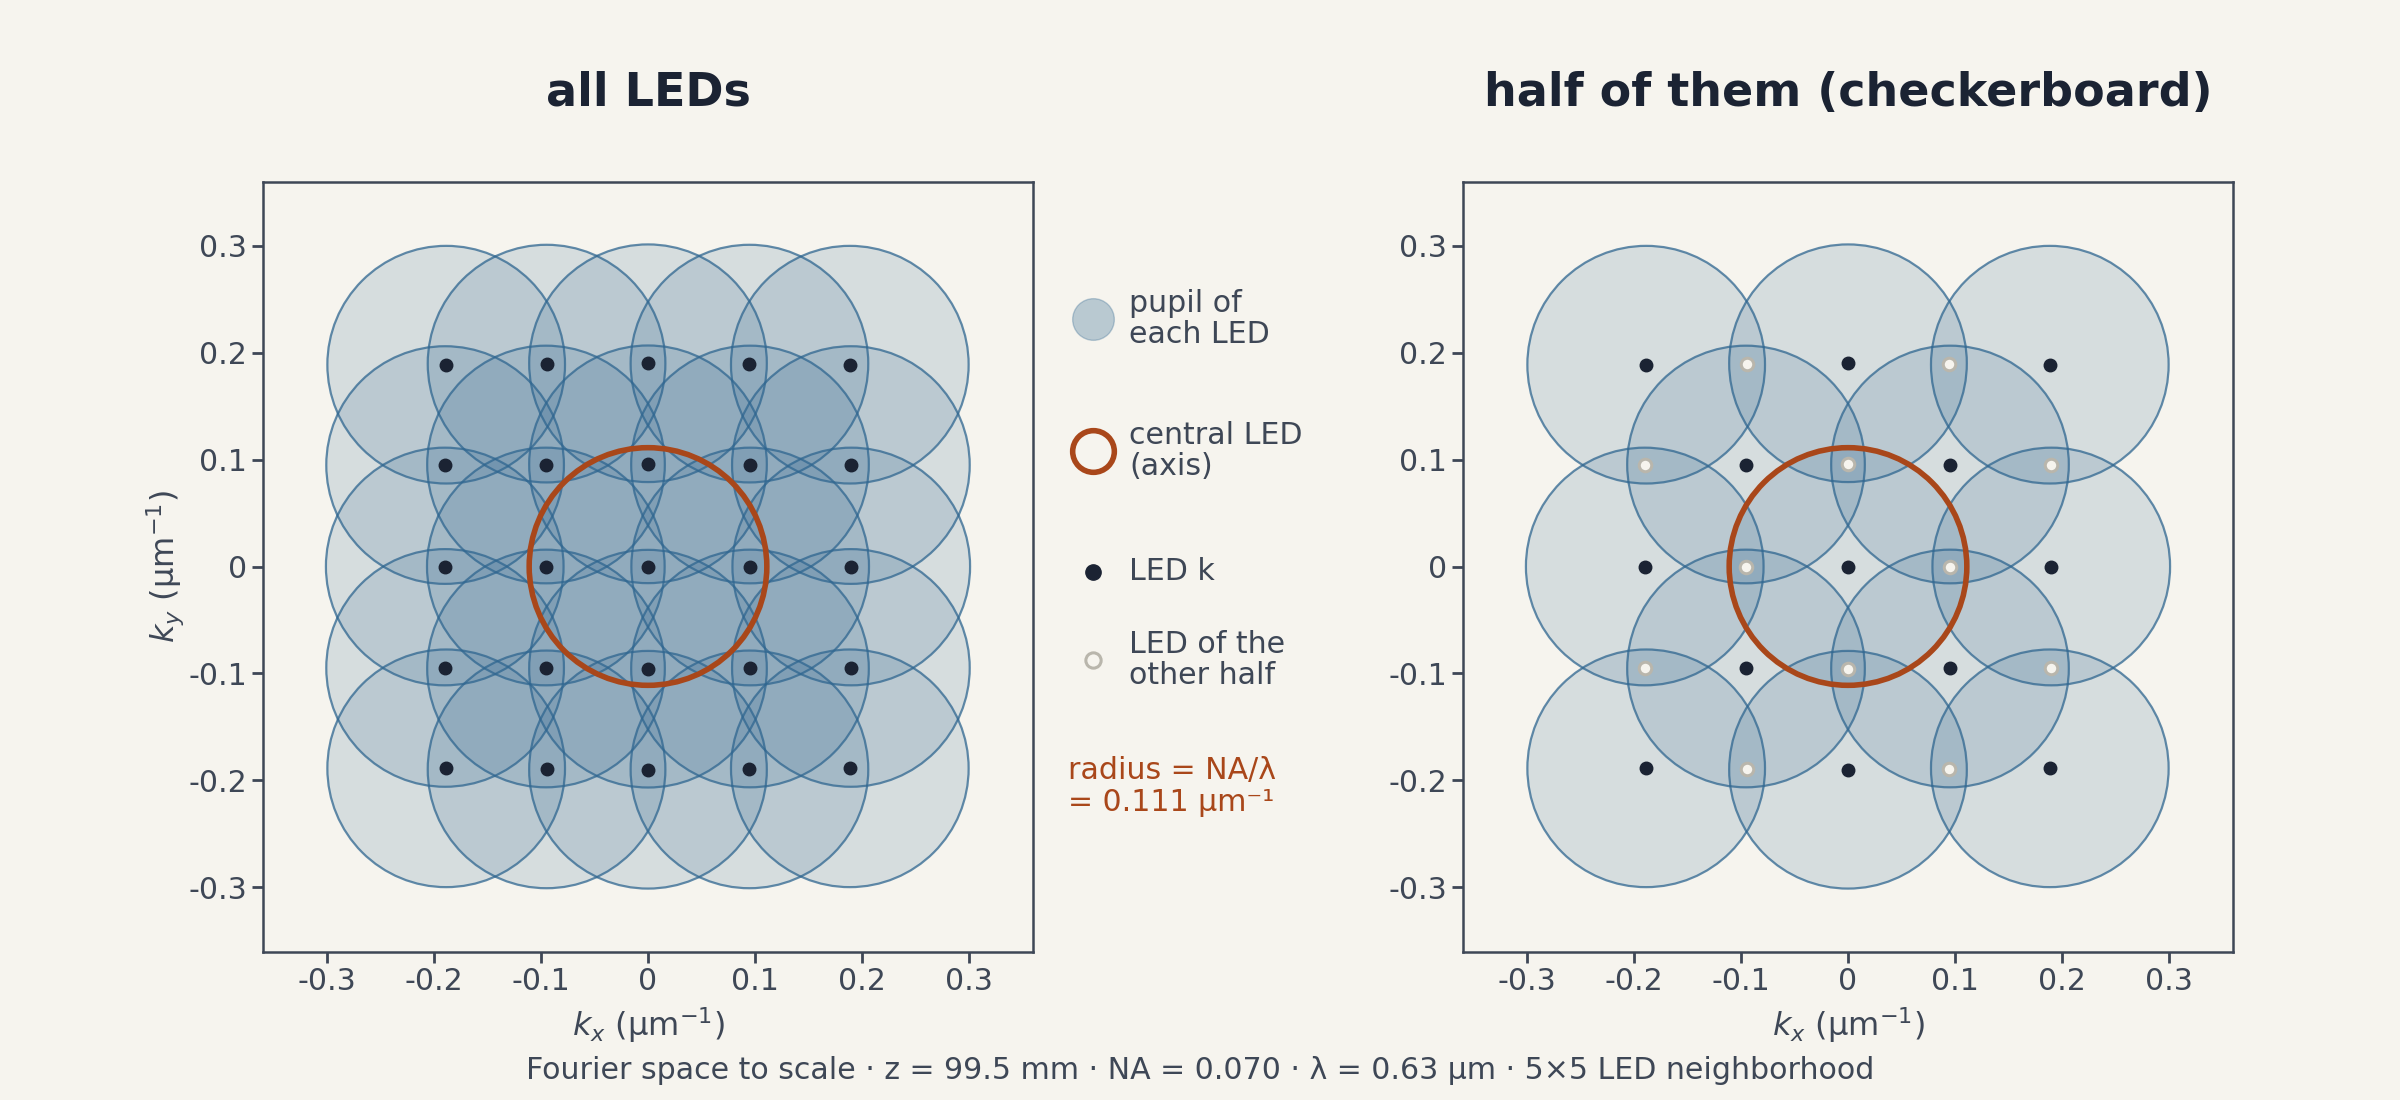 all LEDs
half of them (checkerboard)
0.3
0.2
0.1
0
-0.1
-0.2
-0.3
k_y (µm⁻¹)
-0.3 -0.2 -0.1 0 0.1 0.2 0.3
k_x (µm⁻¹)
pupil of
each LED
central LED
(axis)
LED k
LED of the
other half
radius = NA/λ
= 0.111 µm⁻¹
0.3
0.2
0.1
0
-0.1
-0.2
-0.3
-0.3 -0.2 -0.1 0 0.1 0.2 0.3
k_x (µm⁻¹)
Fourier space to scale · z = 99.5 mm · NA = 0.070 · λ = 0.63 µm · 5×5 LED neighborhood